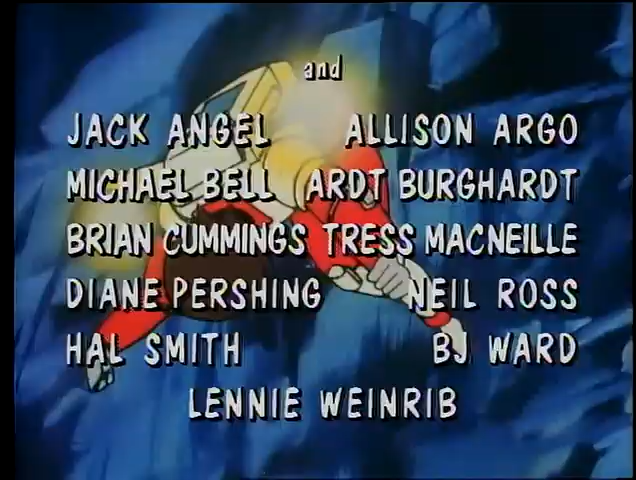 and
JACK ANGEL ALLISON ARGO
MICHAEL BELL ARDT BURGHARDT
BRIAN CUMMINGS TRESS MACNEILLE
DIANE PERSHING NEIL ROSS
HAL SMITH BJ WARD
LENNIE WEINRIB